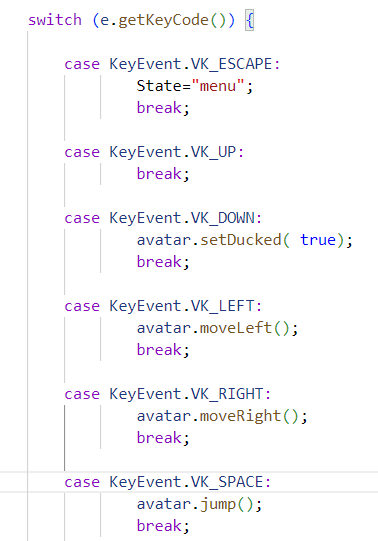 switch (e.getKeyCode()) {
case KeyEvent.VK_ESCAPE:
State="menu";
break;
case KeyEvent.VK_UP:
break;
case KeyEvent.VK_DOWN:
avatar.setDucked( true);
break;
case KeyEvent.VK_LEFT:
avatar.moveLeft();
break;
case KeyEvent.VK_RIGHT:
avatar.moveRight();
break;
case KeyEvent.VK_SPACE:
avatar.jump();
break;